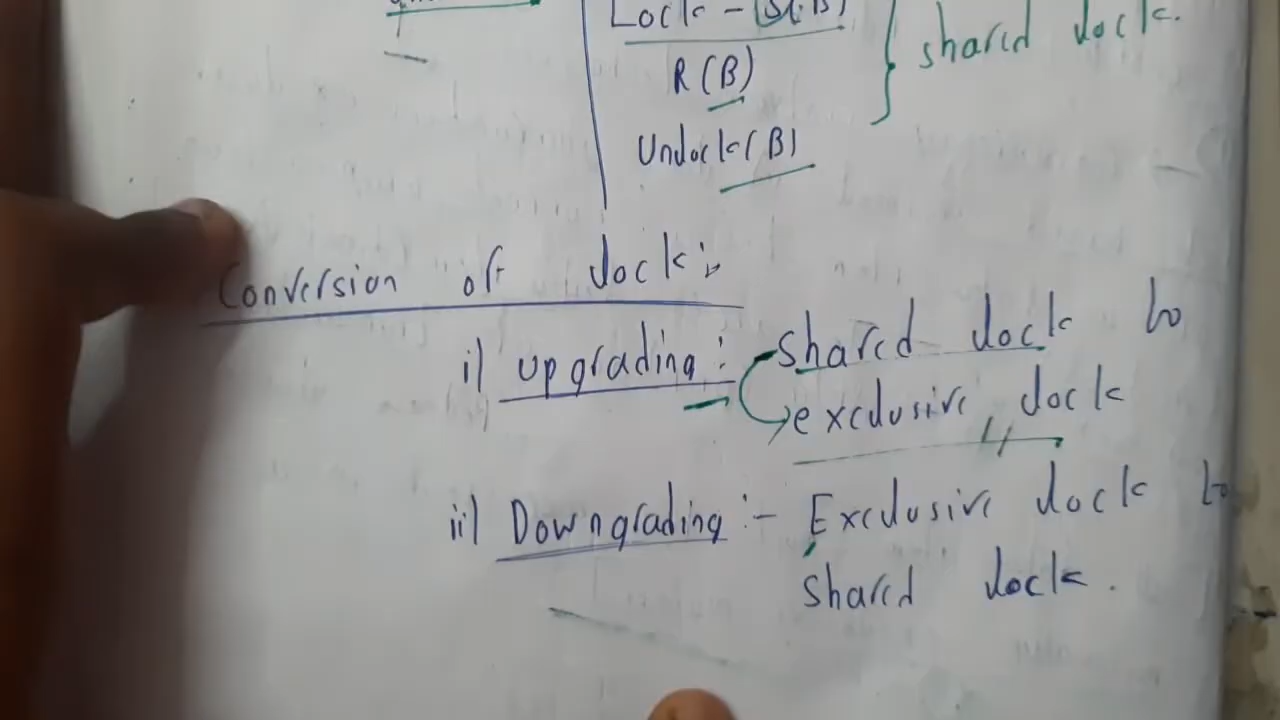 Lock - (S(B)
R(B)
} shared lock.
Unlock(B)
Conversion of lock:
i) upgrading: shared lock to
exclusive lock
ii) Downgrading :- Exclusive lock to
shared lock.